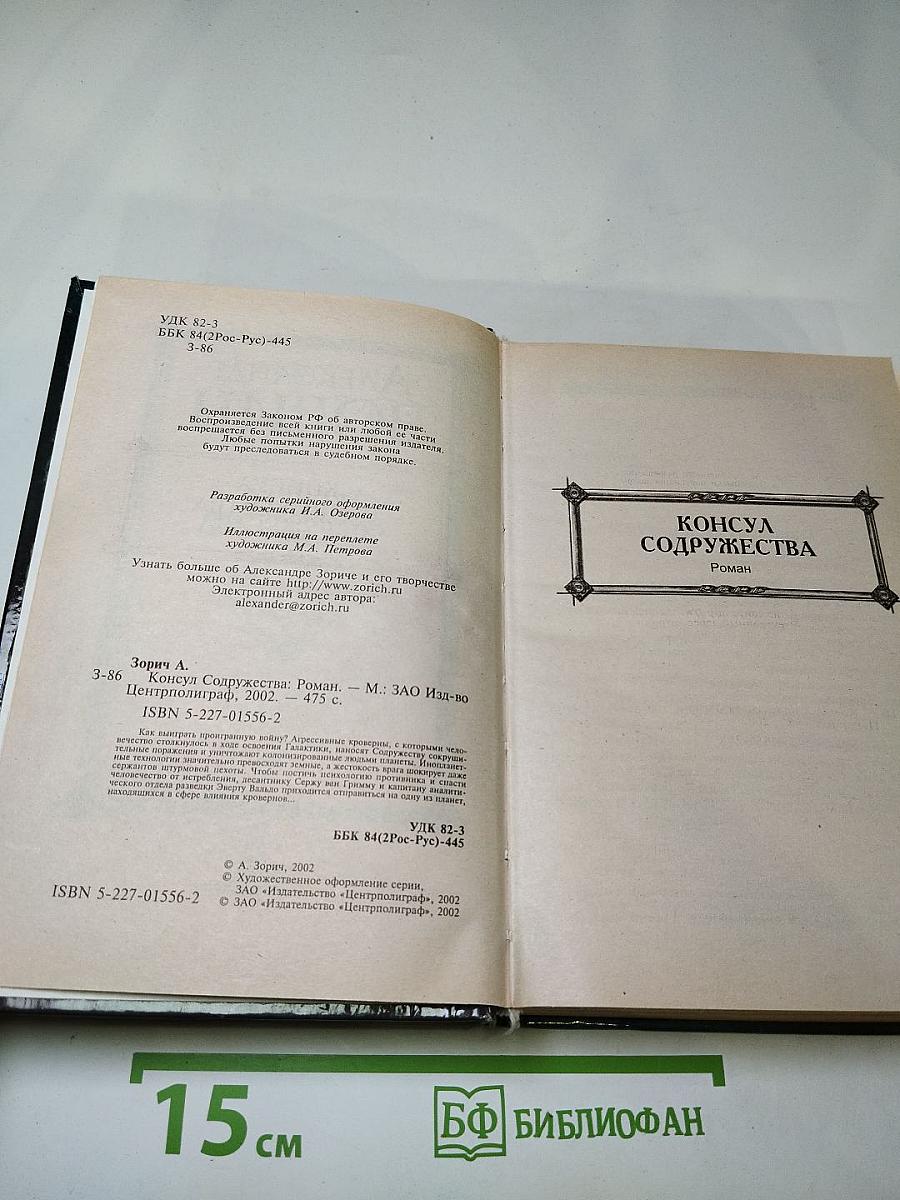 УДК 82-3
ББК 84(2Рос-Рус)-445
З-86
Охраняется Законом РФ об авторском праве.
Воспроизведение всей книги или любой ее части
воспрещается без письменного разрешения издателя.
Любые попытки нарушения закона
будут преследоваться в судебном порядке.
Разработка серийного оформления
художника И.А. Озерова
Иллюстрация на переплете
художника М.А. Петрова
Узнать больше об Александре Зориче и его творчестве
можно на сайте http://www.zorich.ru
Электронный адрес автора:
alexander@zorich.ru
Зорич А.
З-86 Консул Содружества: Роман. — М.: ЗАО Изд-во
Центрполиграф, 2002. — 475 с.
ISBN 5-227-01556-2
Как выиграть проигранную войну? Агрессивные кроверны, с которыми чело-
вечество столкнулось в ходе освоения Галактики, наносят Содружеству сокруши-
тельные поражения и уничтожают колонизированные людьми планеты. Инопланет-
ные технологии значительно превосходят земные, а жестокость врага шокирует даже
сержантов штурмовой пехоты. Чтобы постичь психологию противника и спасти
человечество от истребления, десантнику Сержу ван Гримму и капитану аналити-
ческого отдела разведки Эверту Вальдо приходится отправиться на одну из планет,
находящихся в сфере влияния кровернов...
УДК 82-3
ББК 84(2Рос-Рус)-445
© А. Зорич, 2002
© Художественное оформление серии,
ЗАО «Издательство «Центрполиграф», 2002
ISBN 5-227-01556-2 © ЗАО «Издательство «Центрполиграф», 2002
КОНСУЛ
СОДРУЖЕСТВА
Роман
15 см
БФ БИБЛИОФАН